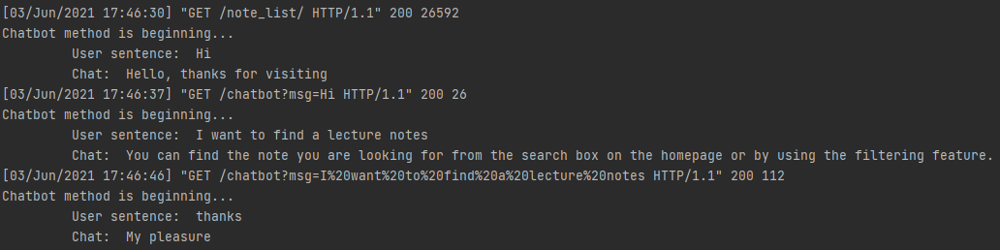 [03/Jun/2021 17:46:30] "GET /note_list/ HTTP/1.1" 200 26592
Chatbot method is beginning...
User sentence:  Hi
Chat:  Hello, thanks for visiting
[03/Jun/2021 17:46:37] "GET /chatbot?msg=Hi HTTP/1.1" 200 26
Chatbot method is beginning...
User sentence:  I want to find a lecture notes
Chat:  You can find the note you are looking for from the search box on the homepage or by using the filtering feature.
[03/Jun/2021 17:46:46] "GET /chatbot?msg=I%20want%20to%20find%20a%20lecture%20notes HTTP/1.1" 200 112
Chatbot method is beginning...
User sentence:  thanks
Chat:  My pleasure